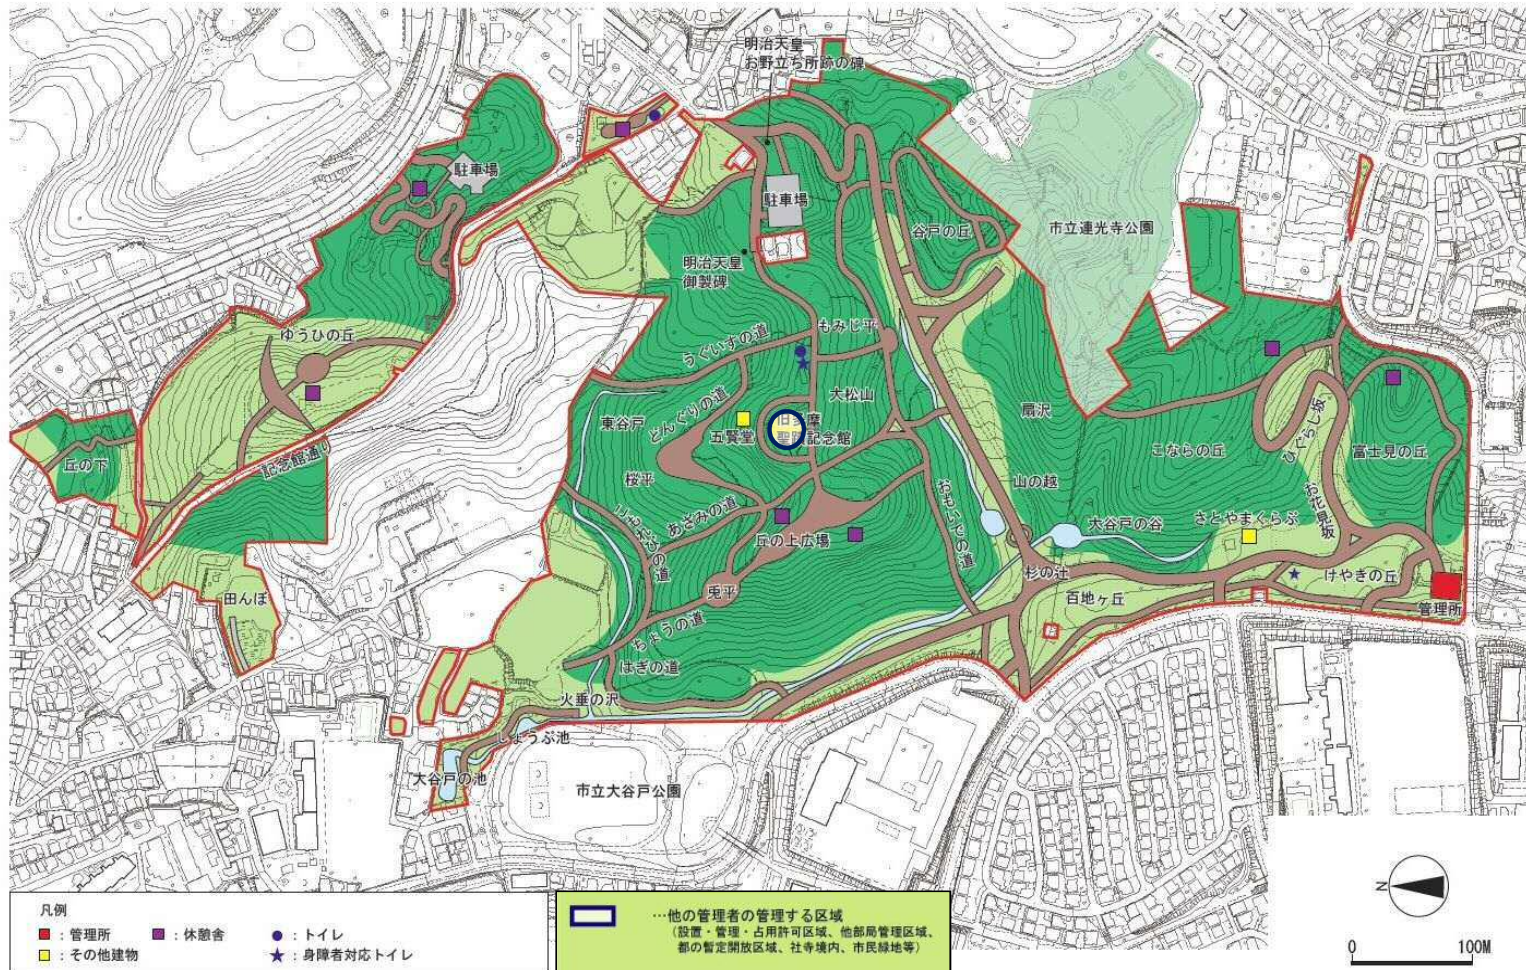 明治天皇
お野立ち所跡の碑
駐車場
駐車場
谷戸の丘
市立連光寺公園
明治天皇
御製碑
ゆうひの丘
うぐいすの道
もみじ平
大松山
どんぐりの道
東谷戸
五賢堂
旧多摩
聖蹟記念館
扇沢
こならの丘
ひぐらし坂
富士見の丘
丘の下
記念館通り
桜平
あざみの道
こもれびの道
丘の上広場
おもいでの道
山の越
大谷戸の谷
さとやまくらぶ
お花見坂
田んぼ
兎平
杉の辻
百地ヶ丘
けやきの丘
管理所
ちょうの道
はぎの道
火垂の沢
しょうぶ池
大谷戸の池
市立大谷戸公園
凡例
：管理所
：休憩舎
：トイレ
：その他建物
：身障者対応トイレ
…他の管理者の管理する区域
（設置・管理・占用許可区域、他部局管理区域、
都の暫定開放区域、社寺境内、市民緑地等）
N
0 100M